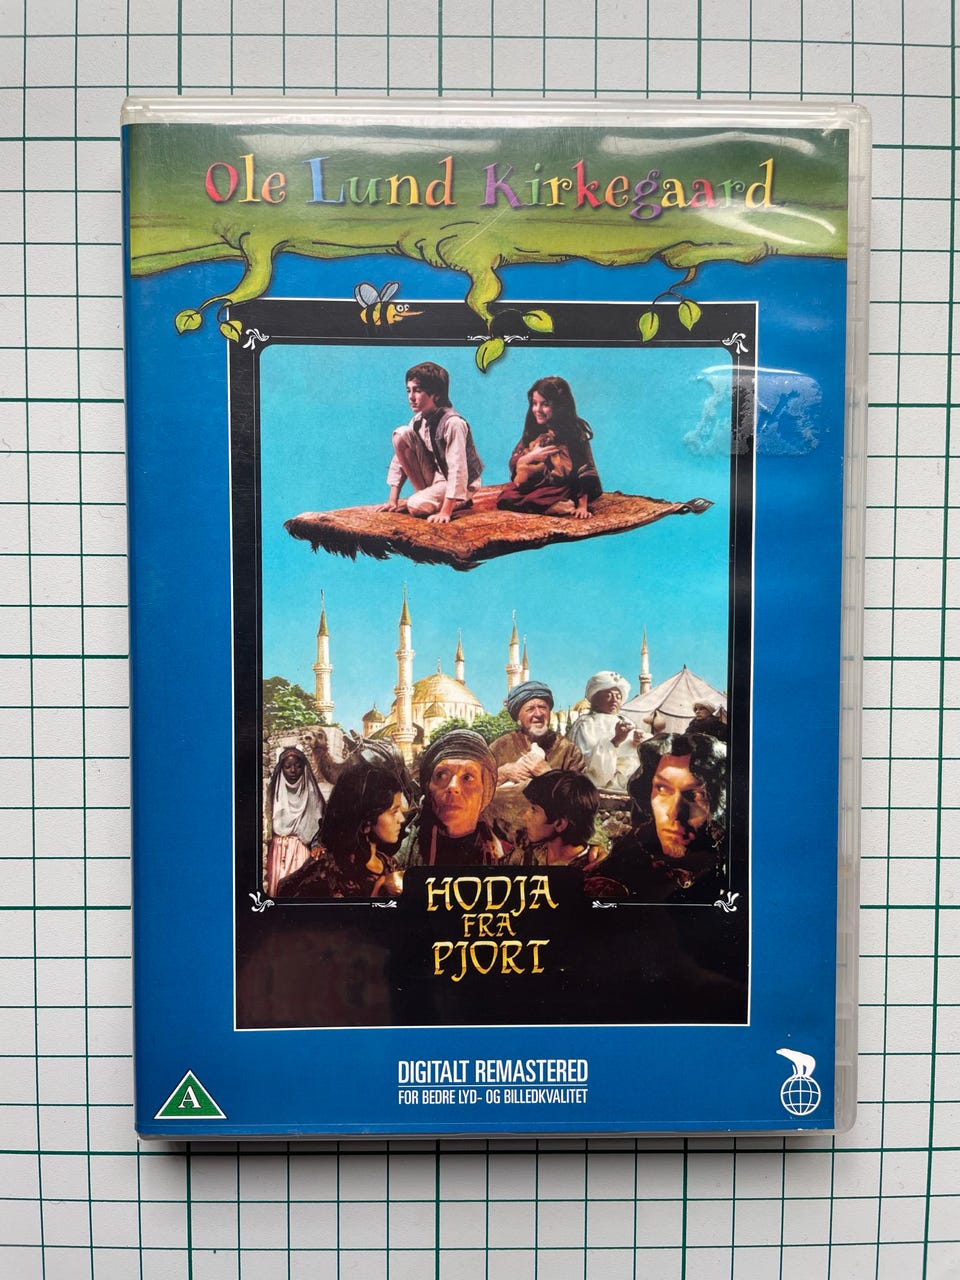 Ole Lund Kirkegaard
HODJA
FRA
PJORT
DIGITALT REMASTERED
FOR BEDRE LYD- OG BILLEDKVALITET
A